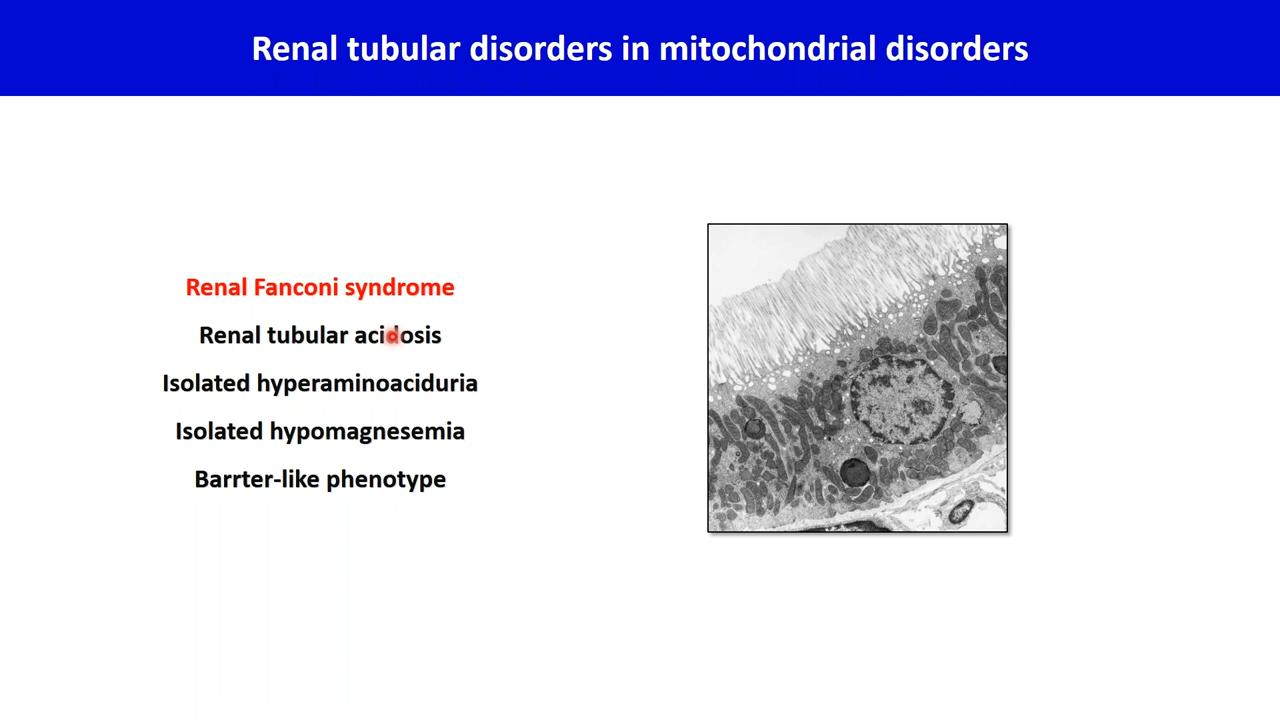 Renal tubular disorders in mitochondrial disorders
Renal Fanconi syndrome
Renal tubular acidosis
Isolated hyperaminoaciduria
Isolated hypomagnesemia
Barrter-like phenotype